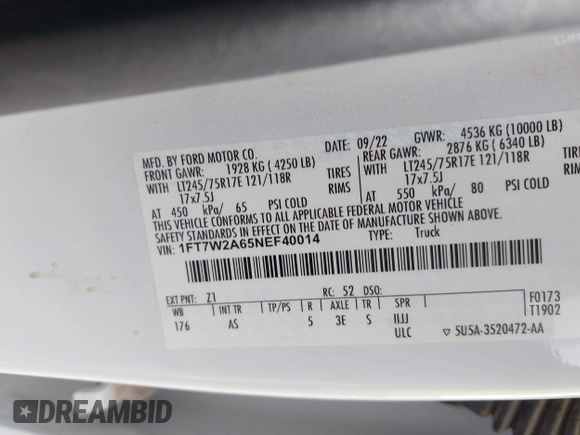 MFD. BY FORD MOTOR CO.
DATE: 09/22
GVWR: 4536 KG (10000 LB)
FRONT GAWR: 1928 KG (4250 LB)
REAR GAWR: 2876 KG (6340 LB)
WITH LT245/75R17E 121/118R TIRES
WITH LT245/75R17E 121/118R TIRES
17x7.5J RIMS
17x7.5J RIMS
AT 450 kPa/ 65 PSI COLD
AT 550 kPa/ 80 PSI COLD
THIS VEHICLE CONFORMS TO ALL APPLICABLE FEDERAL MOTOR VEHICLE
SAFETY STANDARDS IN EFFECT ON THE DATE OF MANUFACTURE SHOWN ABOVE.
VIN: 1FT7W2A65NEF40014
TYPE: Truck
EXT PNT: Z1 RC: 52 DSO:
F0173
T1902
WB INT TR TP/PS R AXLE TR SPR
176 AS 5 3E S IIJJ
ULC
5U5A-3520472-AA
DREAMBID